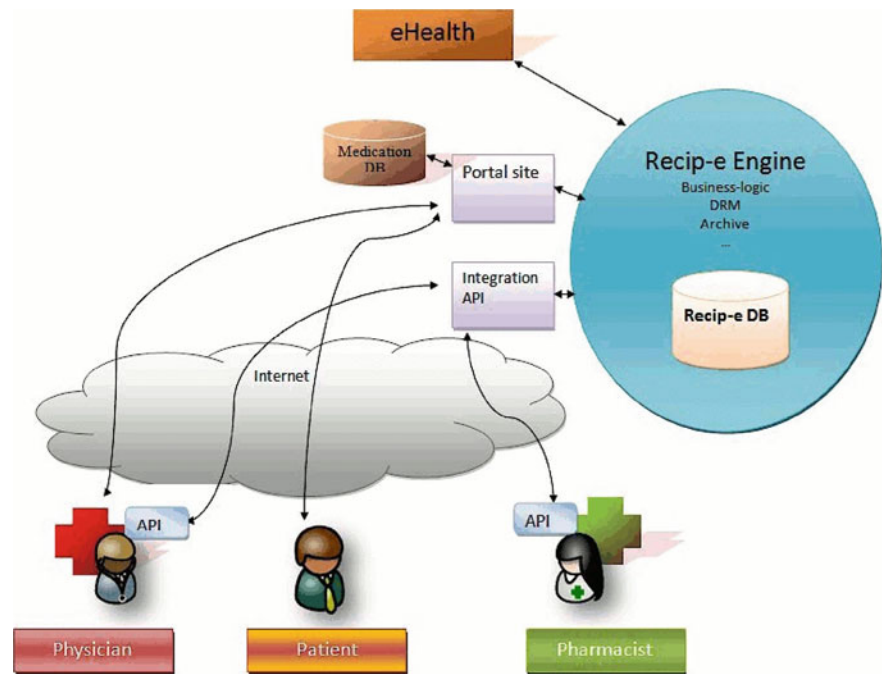 eHealth
Medication
DB
Portal site
Recip-e Engine
Business-logic
DRM
Archive
...
Integration
API
Recip-e DB
Internet
API
API
Physician
Patient
Pharmacist